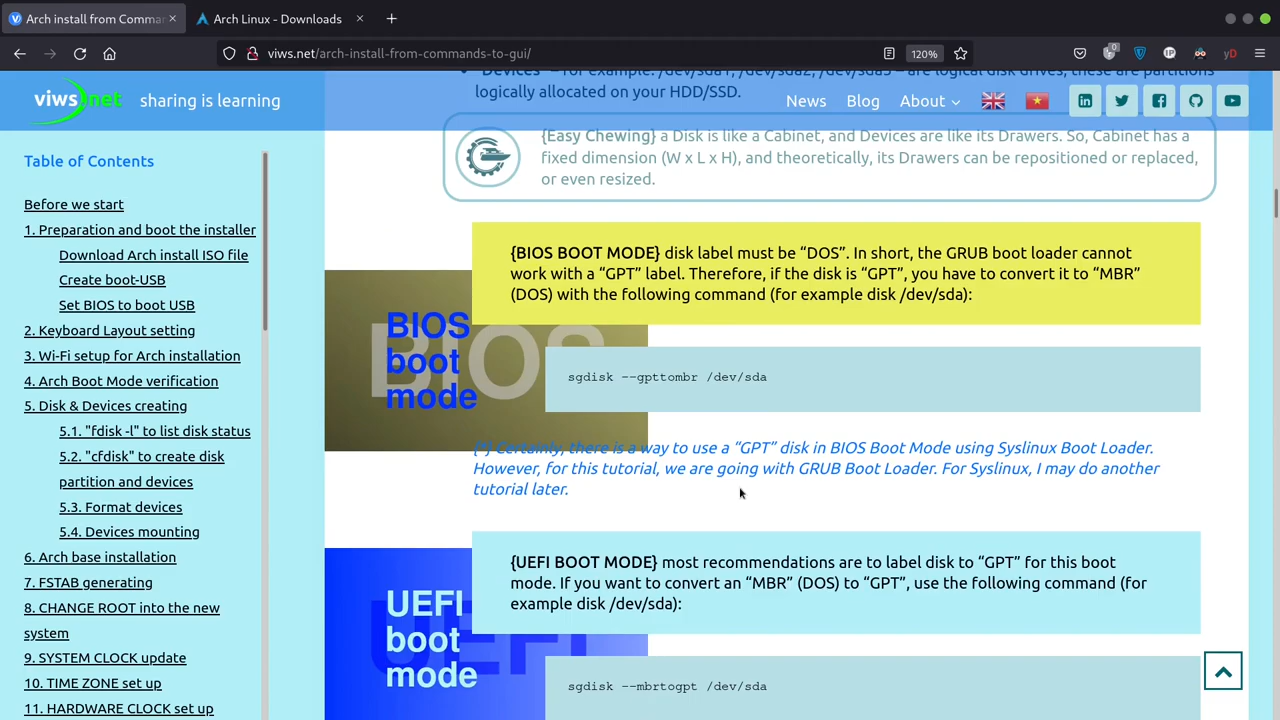 Arch install from Comma
Arch Linux - Downloads
viws.net/arch-install-from-commands-to-gui/
120%
0
IP
yD
viws.net
sharing is learning
News
Blog
About
"Devices" – for example: /dev/sda1, /dev/sda2, /dev/sda3 – are logical disk drives, these are partitions
logically allocated on your HDD/SSD.
{Easy Chewing} a Disk is like a Cabinet, and Devices are like its Drawers. So, Cabinet has a
fixed dimension (W x L x H), and theoretically, its Drawers can be repositioned or replaced,
or even resized.
Table of Contents
Before we start
1. Preparation and boot the installer
Download Arch install ISO file
Create boot-USB
Set BIOS to boot USB
2. Keyboard Layout setting
3. Wi-Fi setup for Arch installation
4. Arch Boot Mode verification
5. Disk & Devices creating
5.1. "fdisk -l" to list disk status
5.2. "cfdisk" to create disk
partition and devices
5.3. Format devices
5.4. Devices mounting
6. Arch base installation
7. FSTAB generating
8. CHANGE ROOT into the new
system
9. SYSTEM CLOCK update
10. TIME ZONE set up
11. HARDWARE CLOCK set up
{BIOS BOOT MODE} disk label must be “DOS”. In short, the GRUB boot loader cannot
work with a “GPT” label. Therefore, if the disk is “GPT”, you have to convert it to “MBR”
(DOS) with the following command (for example disk /dev/sda):
BIOS
BIOS
boot
mode
sgdisk --gpttombr /dev/sda
[*] Certainly, there is a way to use a “GPT” disk in BIOS Boot Mode using Syslinux Boot Loader.
However, for this tutorial, we are going with GRUB Boot Loader. For Syslinux, I may do another
tutorial later.
{UEFI BOOT MODE} most recommendations are to label disk to “GPT” for this boot
mode. If you want to convert an “MBR” (DOS) to “GPT”, use the following command (for
example disk /dev/sda):
UEFI
UEFI
boot
mode
sgdisk --mbrtogpt /dev/sda